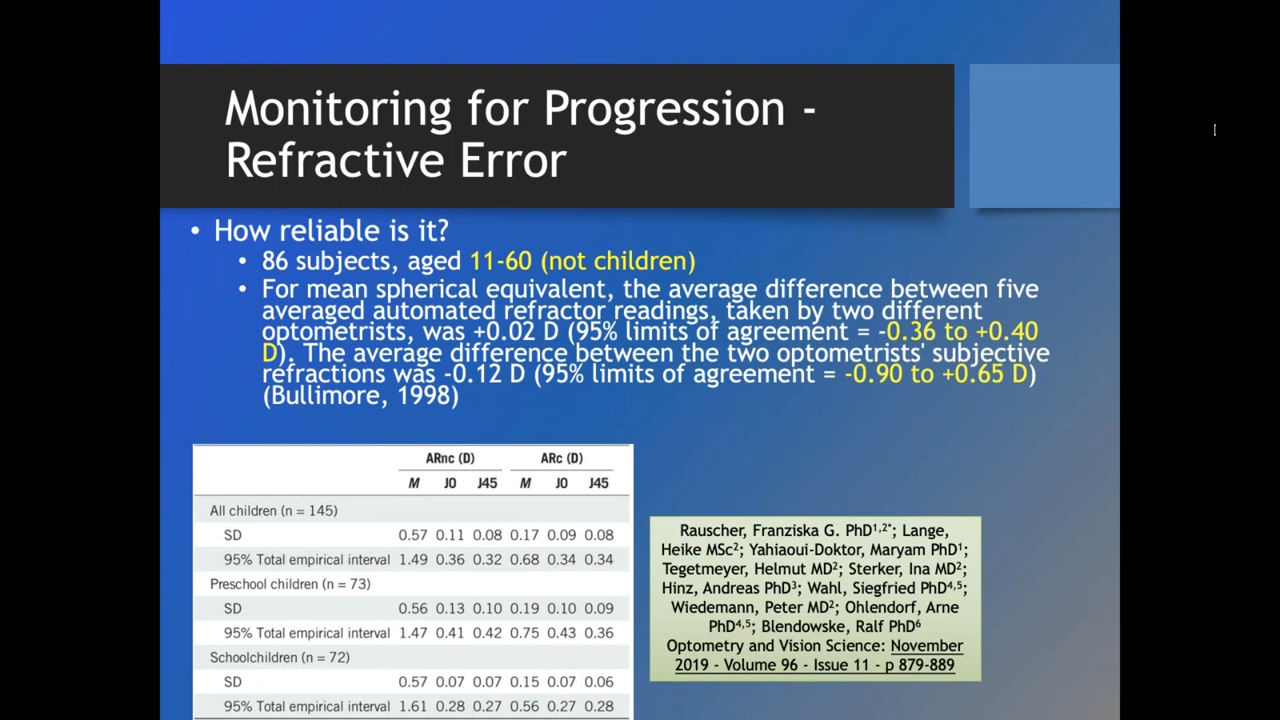 Monitoring for Progression -
Refractive Error
• How reliable is it?
• 86 subjects, aged 11-60 (not children)
• For mean spherical equivalent, the average difference between five
averaged automated refractor readings, taken by two different
optometrists, was +0.02 D (95% limits of agreement = -0.36 to +0.40
D). The average difference between the two optometrists' subjective
refractions was -0.12 D (95% limits of agreement = -0.90 to +0.65 D)
(Bullimore, 1998)
ARnc (D) ARc (D)
M J0 J45 M J0 J45
All children (n = 145)
SD 0.57 0.11 0.08 0.17 0.09 0.08
95% Total empirical interval 1.49 0.36 0.32 0.68 0.34 0.34
Preschool children (n = 73)
SD 0.56 0.13 0.10 0.19 0.10 0.09
95% Total empirical interval 1.47 0.41 0.42 0.75 0.43 0.36
Schoolchildren (n = 72)
SD 0.57 0.07 0.07 0.15 0.07 0.06
95% Total empirical interval 1.61 0.28 0.27 0.56 0.27 0.28
Rauscher, Franziska G. PhD1,2*; Lange,
Heike MSc2; Yahiaoui-Doktor, Maryam PhD1;
Tegetmeyer, Helmut MD2; Sterker, Ina MD2;
Hinz, Andreas PhD3; Wahl, Siegfried PhD4,5;
Wiedemann, Peter MD2; Ohlendorf, Arne
PhD4,5; Blendowske, Ralf PhD6
Optometry and Vision Science: November
2019 - Volume 96 - Issue 11 - p 879-889